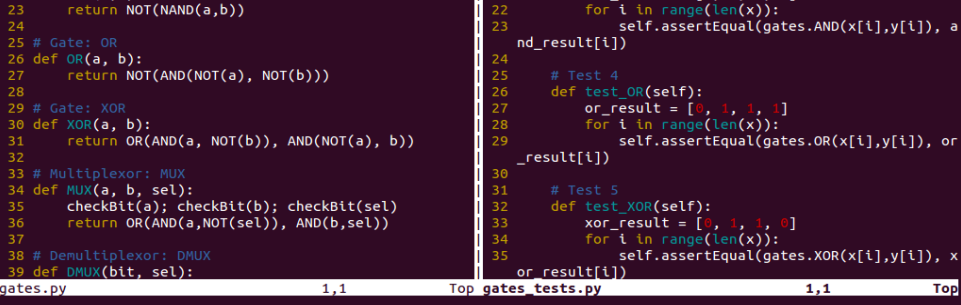 23     return NOT(NAND(a,b))
24
25 # Gate: OR
26 def OR(a, b):
27     return NOT(AND(NOT(a), NOT(b)))
28
29 # Gate: XOR
30 def XOR(a, b):
31     return OR(AND(a, NOT(b)), AND(NOT(a), b))
32
33 # Multiplexor: MUX
34 def MUX(a, b, sel):
35     checkBit(a); checkBit(b); checkBit(sel)
36     return OR(AND(a,NOT(sel)), AND(b,sel))
37
38 # Demultiplexor: DMUX
39 def DMUX(bit, sel):
gates.py 1,1 Top
22         for i in range(len(x)):
23             self.assertEqual(gates.AND(x[i],y[i]), a
nd_result[i])
24
25     # Test 4
26     def test_OR(self):
27         or_result = [0, 1, 1, 1]
28         for i in range(len(x)):
29             self.assertEqual(gates.OR(x[i],y[i]), or
_result[i])
30
31     # Test 5
32     def test_XOR(self):
33         xor_result = [0, 1, 1, 0]
34         for i in range(len(x)):
35             self.assertEqual(gates.XOR(x[i],y[i]), x
or_result[i])
gates_tests.py 1,1 Top